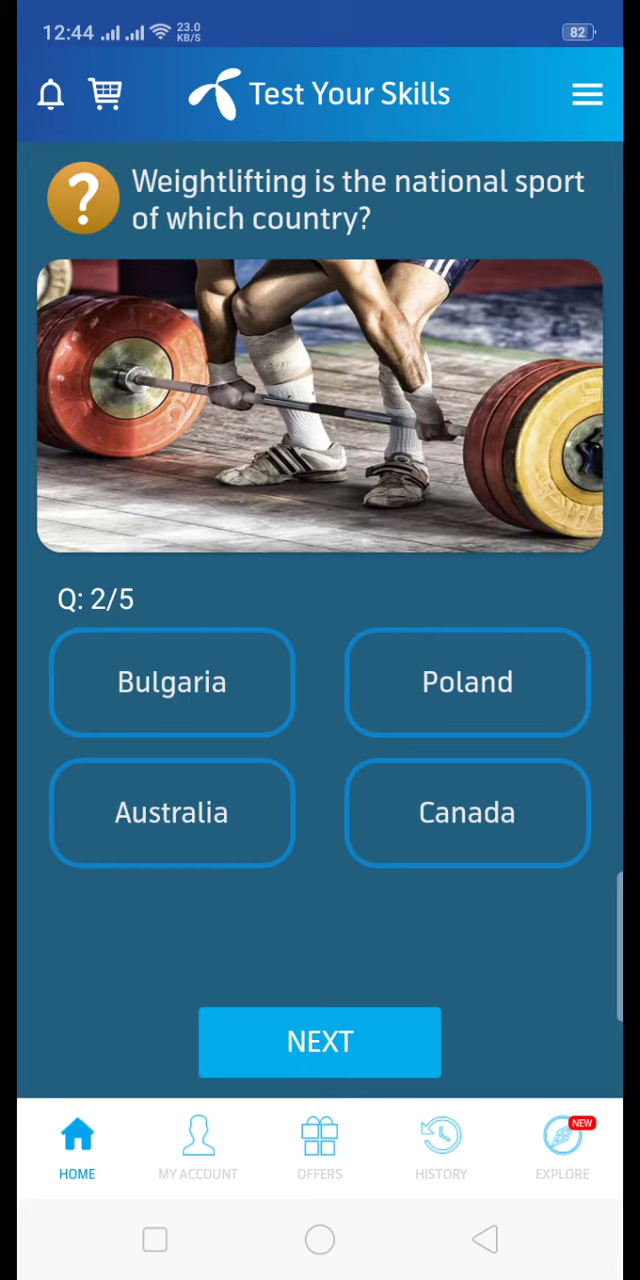 12:44 23.0 KB/S 82
Test Your Skills
Weightlifting is the national sport
of which country?
Q: 2/5
Bulgaria Poland
Australia Canada
NEXT
NEW
HOME MY ACCOUNT OFFERS HISTORY EXPLORE